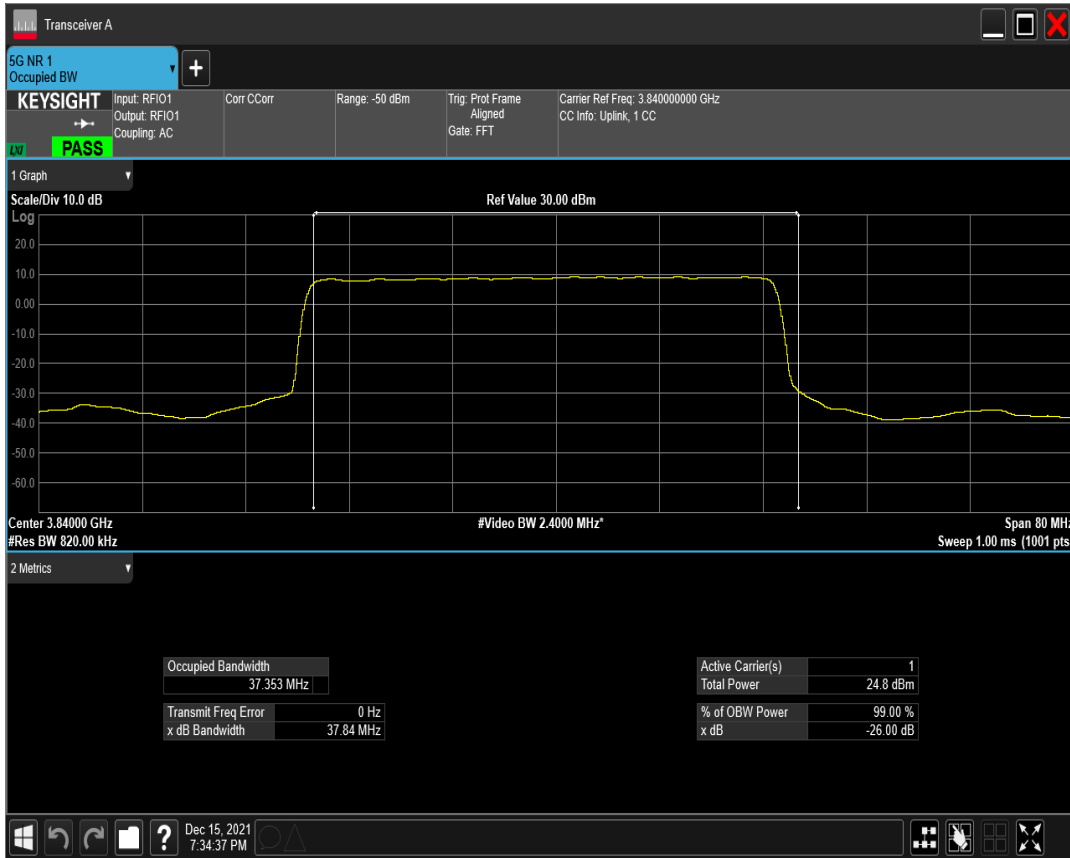 Transceiver A
5G NR 1
Occupied BW
KEYSIGHT
LXI
PASS
Input: RFIO1
Output: RFIO1
Coupling: AC
Corr CCorr
Range: -50 dBm
Trig: Prot Frame
Aligned
Gate: FFT
Carrier Ref Freq: 3.840000000 GHz
CC Info: Uplink, 1 CC
1 Graph
Scale/Div 10.0 dB
Ref Value 30.00 dBm
Log
20.0
10.0
0.00
-10.0
-20.0
-30.0
-40.0
-50.0
-60.0
Center 3.84000 GHz
#Video BW 2.4000 MHz*
Span 80 MHz
#Res BW 820.00 kHz
Sweep 1.00 ms (1001 pts
2 Metrics
Occupied Bandwidth
37.353 MHz
Transmit Freq Error 0 Hz
x dB Bandwidth 37.84 MHz
Active Carrier(s) 1
Total Power 24.8 dBm
% of OBW Power 99.00 %
x dB -26.00 dB
?
Dec 15, 2021
7:34:37 PM